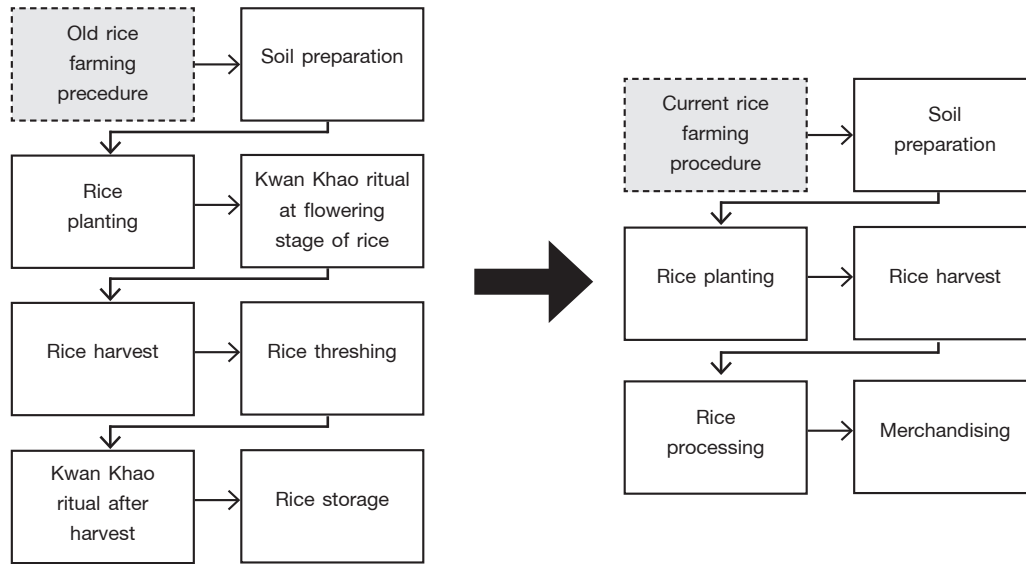 Old rice
farming
precedure
Soil preparation
Rice
planting
Kwan Khao ritual
at flowering
stage of rice
Rice harvest
Rice threshing
Kwan Khao
ritual after
harvest
Rice storage
Current rice
farming
procedure
Soil
preparation
Rice planting
Rice harvest
Rice
processing
Merchandising